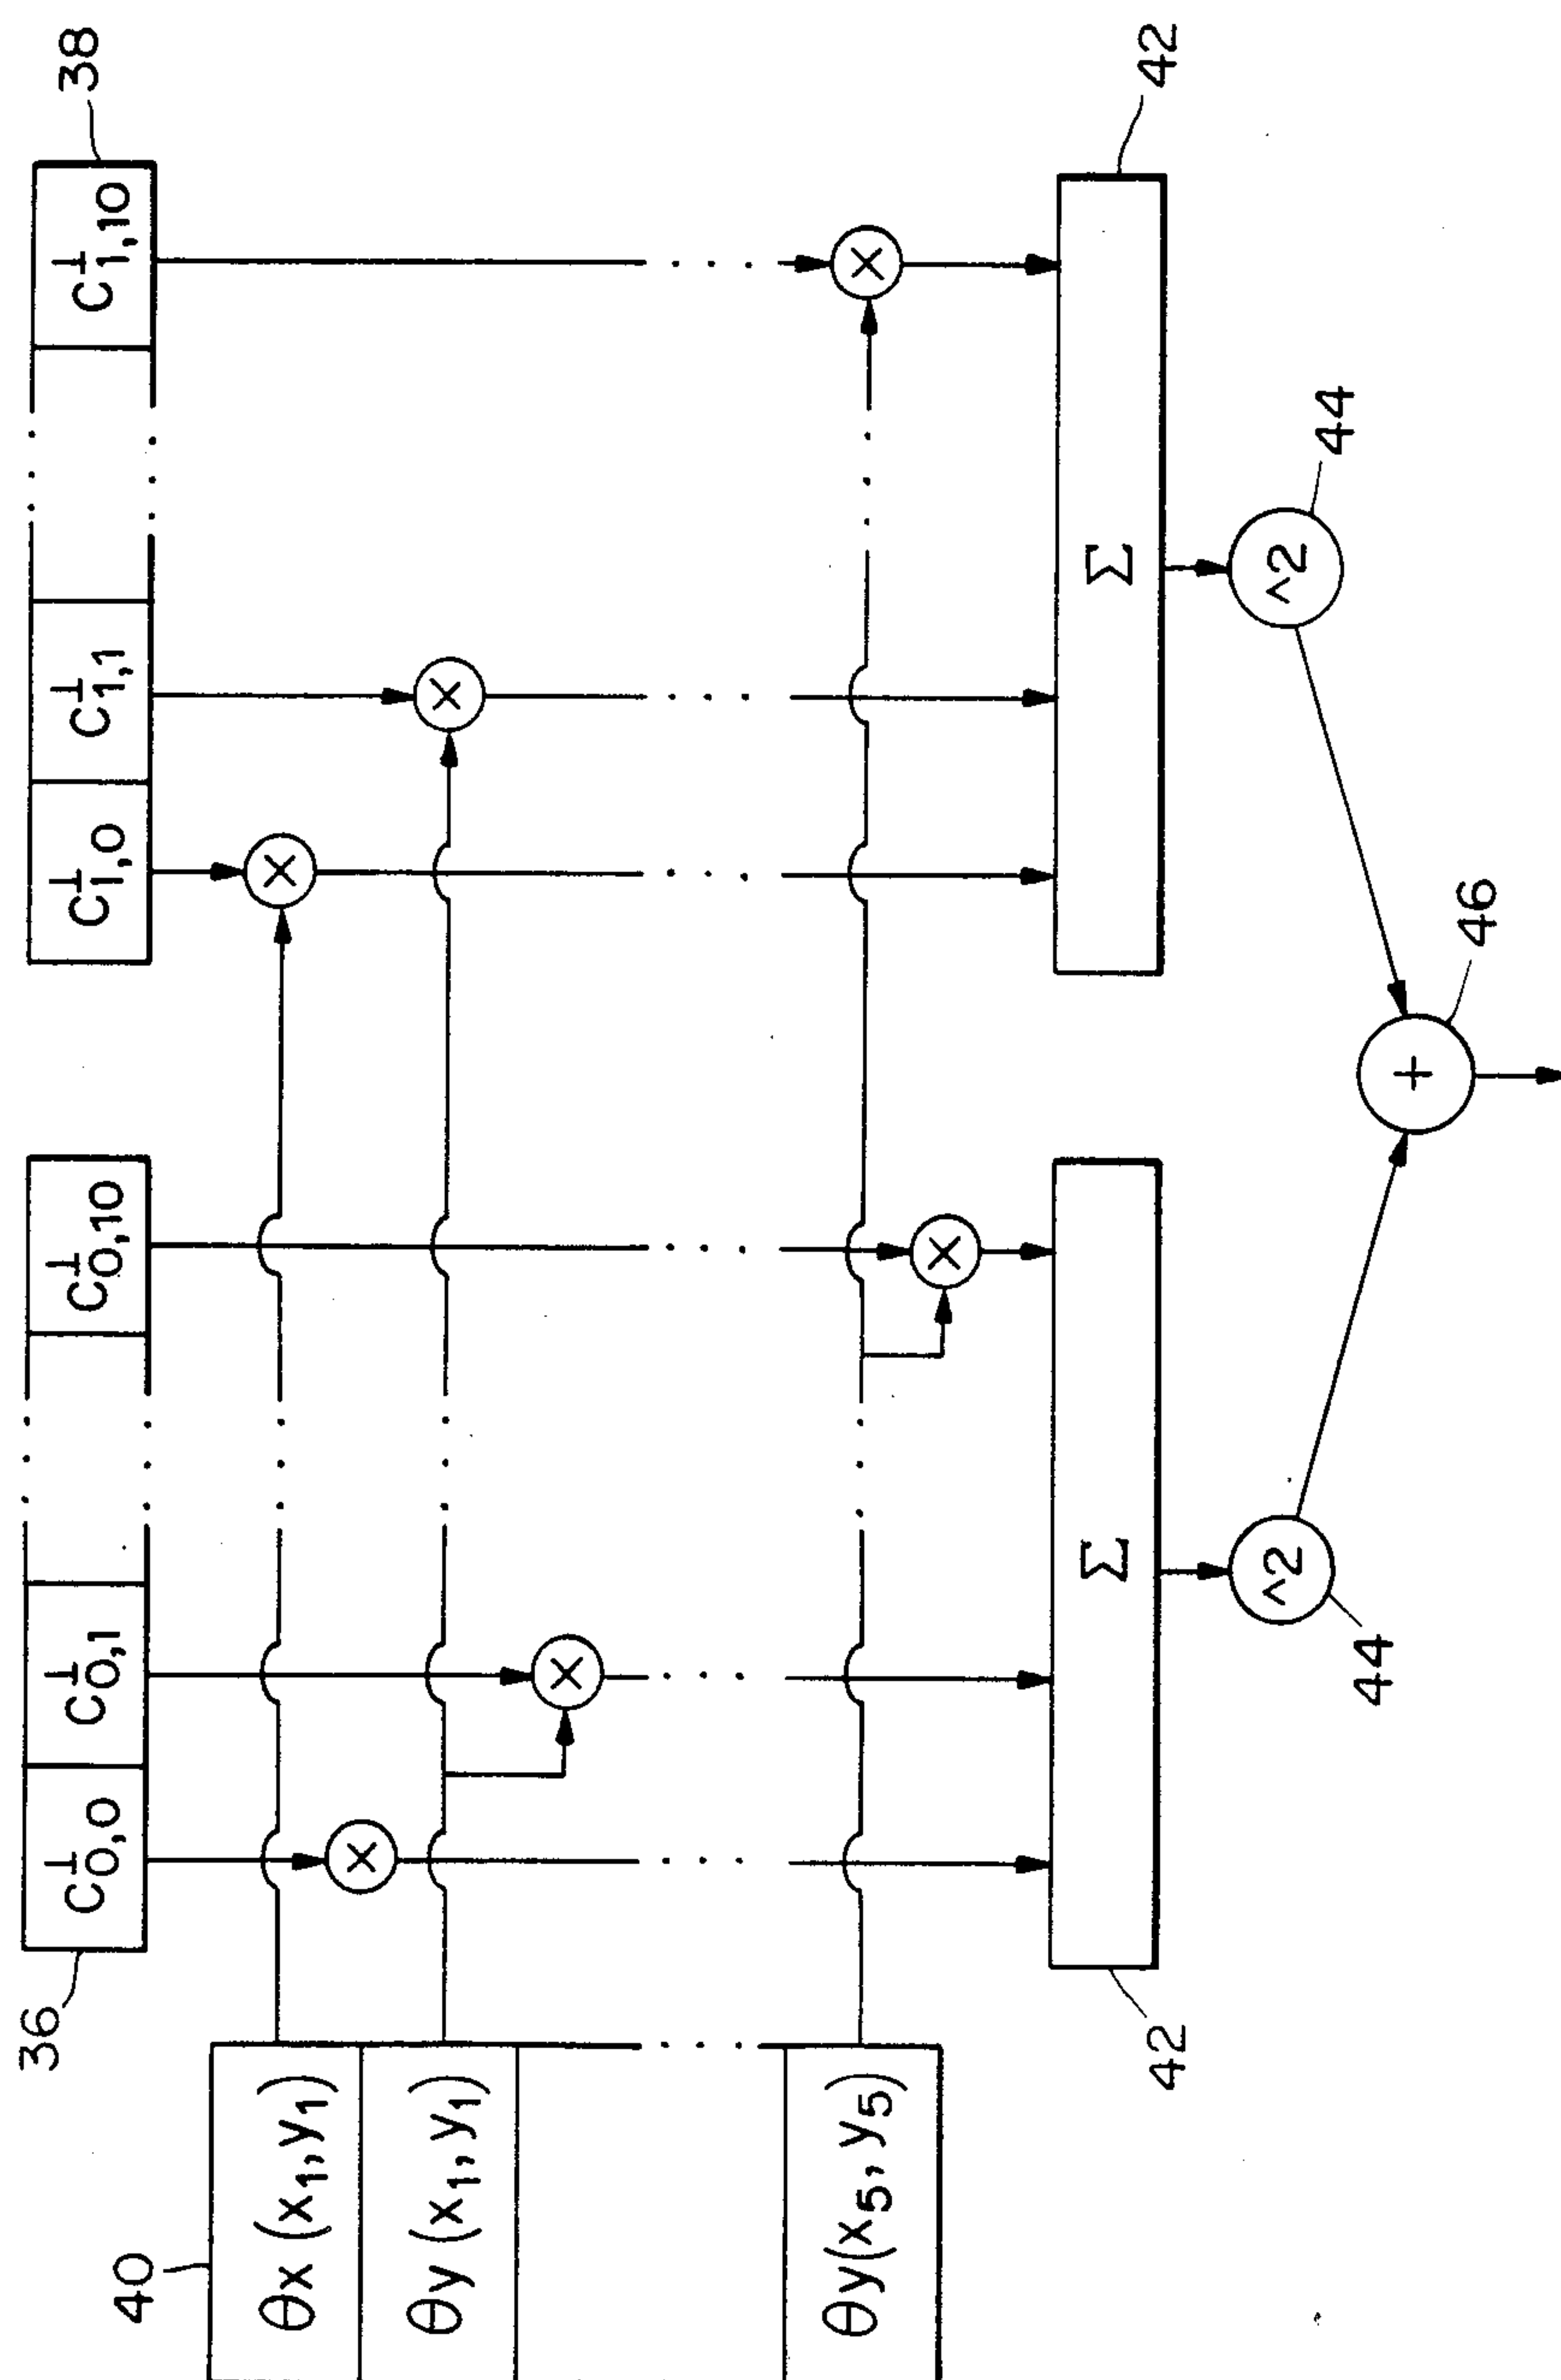 36
C⊥0,0
C⊥0,1
C⊥0,10
C⊥1,0
C⊥1,1
C⊥1,10
38
40
θx (x1,y1)
θy (x1,y1)
θy(x5,y5)
×
×
×
×
×
×
42
Σ
Σ
42
44
^2
^2
44
+
46